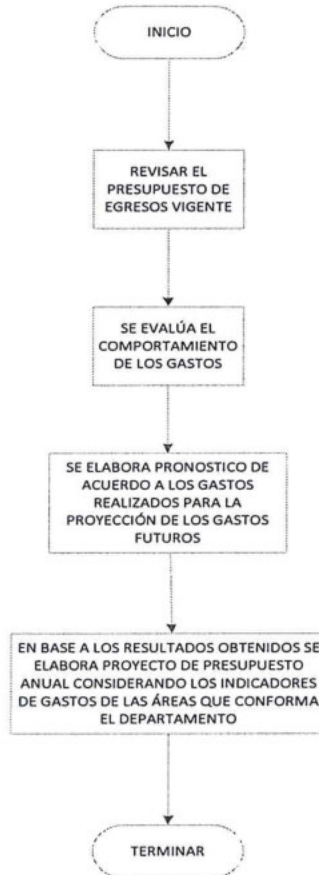 INICIO
REVISAR EL
PRESUPUESTO DE
EGRESOS VIGENTE
SE EVALÚA EL
COMPORTAMIENTO
DE LOS GASTOS
SE ELABORA PRONOSTICO DE
ACUERDO A LOS GASTOS
REALIZADOS PARA LA
PROYECCIÓN DE LOS GASTOS
FUTUROS
EN BASE A LOS RESULTADOS OBTENIDOS SE
ELABORA PROYECTO DE PRESUPUESTO
ANUAL CONSIDERANDO LOS INDICADORES
DE GASTOS DE LAS ÁREAS QUE CONFORMA
EL DEPARTAMENTO
TERMINAR